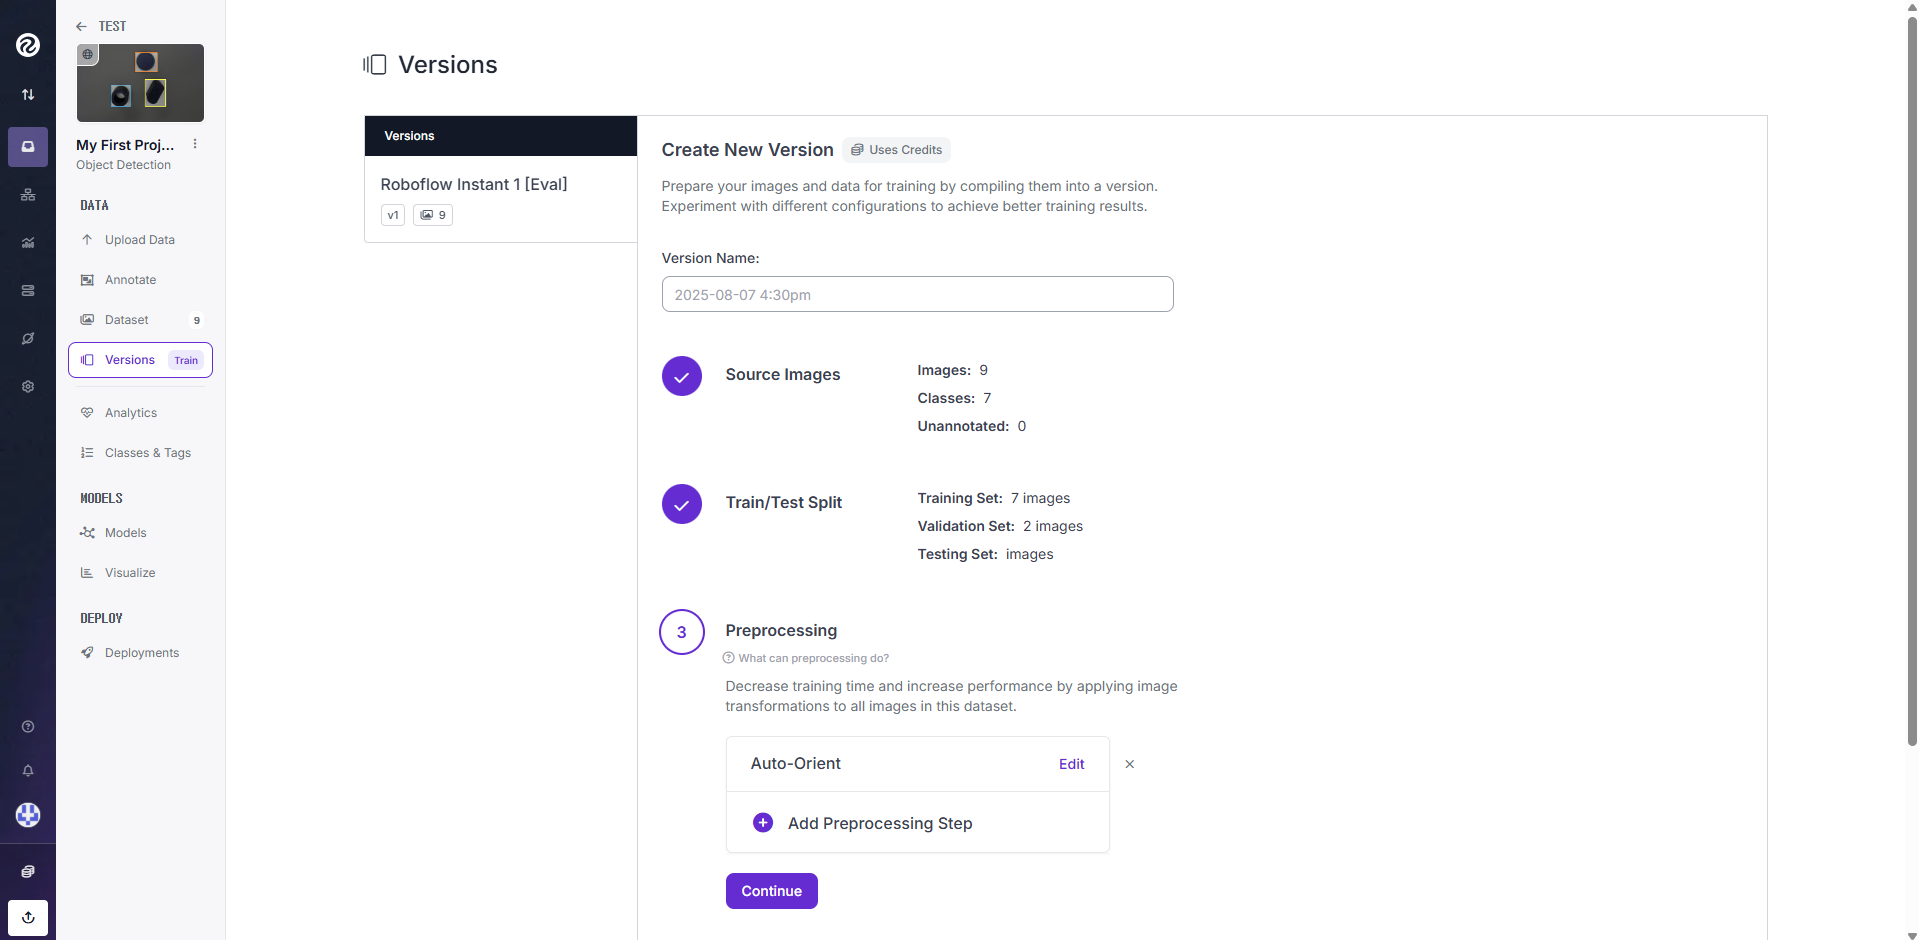 TEST
My First Proj...
Object Detection
DATA
Upload Data
Annotate
Dataset 9
Versions Train
Analytics
Classes & Tags
MODELS
Models
Visualize
DEPLOY
Deployments
Versions
Versions
Roboflow Instant 1 [Eval]
v1 9
Create New Version Uses Credits
Prepare your images and data for training by compiling them into a version.
Experiment with different configurations to achieve better training results.
Version Name:
2025-08-07 4:30pm
Source Images
Images: 9
Classes: 7
Unannotated: 0
Train/Test Split
Training Set: 7 images
Validation Set: 2 images
Testing Set: images
3 Preprocessing
What can preprocessing do?
Decrease training time and increase performance by applying image
transformations to all images in this dataset.
Auto-Orient Edit
Add Preprocessing Step
Continue